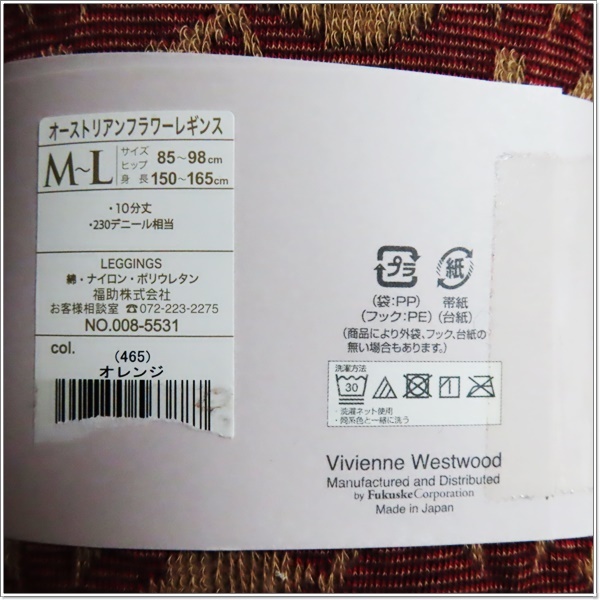 オーストリアンフラワーレギンス
M~L
サイズ
ヒップ 85~98cm
身長 150~165cm
・10分丈
・230デニール相当
LEGGINGS
綿・ナイロン・ポリウレタン
福助株式会社
お客様相談室 ☎072-223-2275
NO.008-5531
col.
(465)
オレンジ
プラ
紙
(袋:PP)
(フック:PE)
帯紙
(台紙)
(商品により外袋、フック、台紙の
無い場合もあります。)
洗濯方法
30
・洗濯ネット使用
・同系色と一緒に洗う
Vivienne Westwood
Manufactured and Distributed
by Fukuske Corporation
Made in Japan